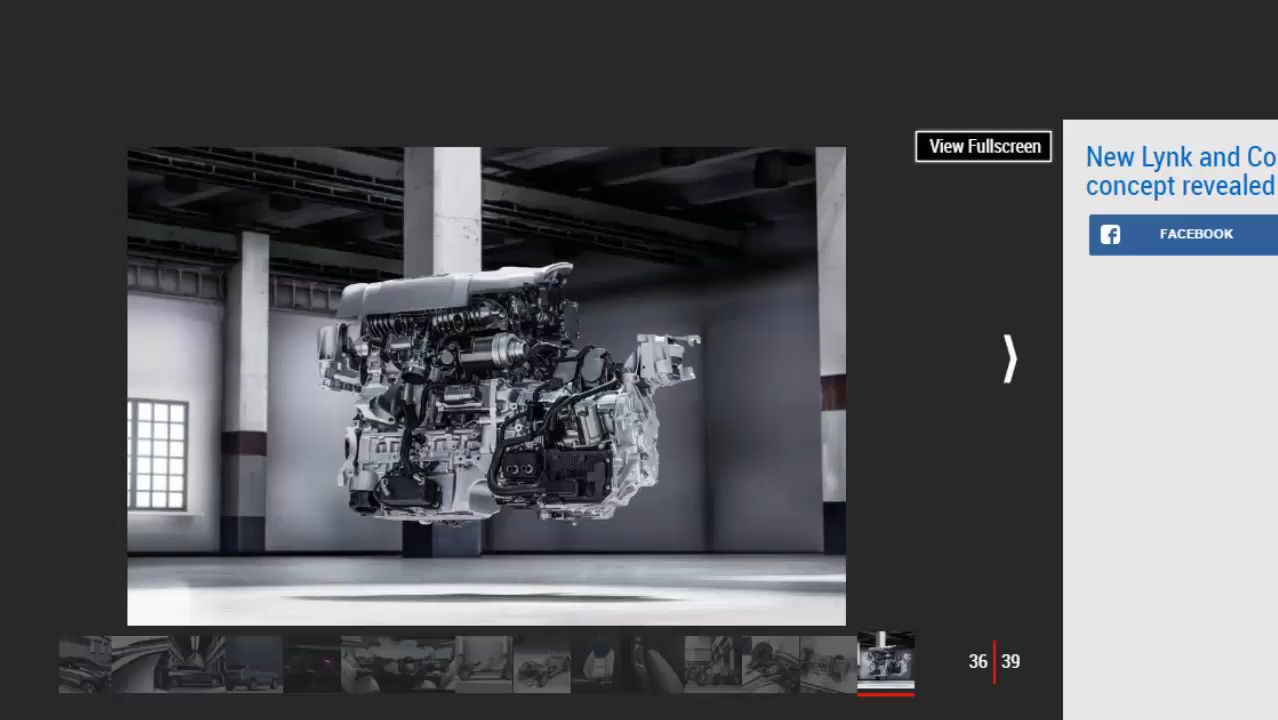 View Fullscreen
New Lynk and Co
concept revealed
FACEBOOK
36 39